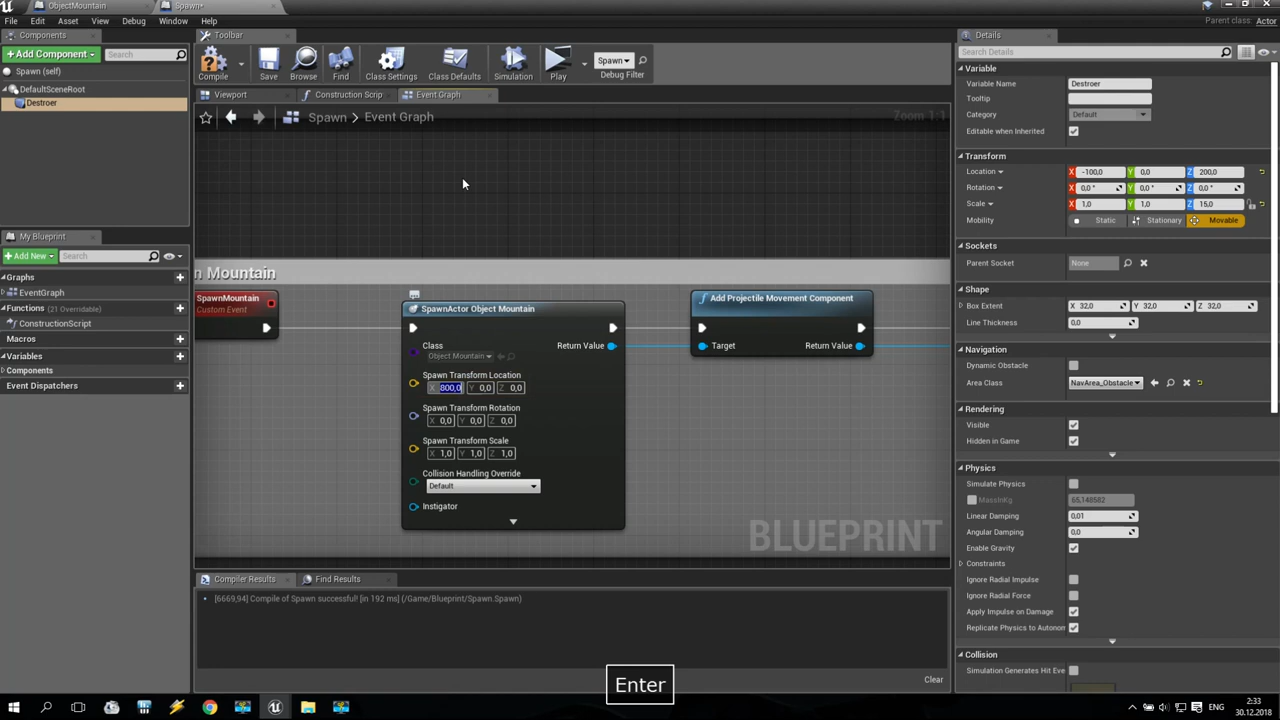 ObjectMountain
Spawn*
File Edit Asset View Debug Window Help
Parent class: Actor
Components
Toolbar
Details
+Add Component
Search
Search Details
Spawn (self)
DefaultSceneRoot
Destroer
Compile
Save
Browse
Find
Class Settings
Class Defaults
Simulation
Play
Spawn
Debug Filter
Viewport
Construction Scrip
Event Graph
Spawn > Event Graph
Zoom 1:1
Variable
Variable Name Destroer
Tooltip
Category Default
Editable when Inherited
Transform
Location X -100,0 Y 0,0 Z 200,0
Rotation X 0,0 ° Y 0,0 ° Z 0,0 °
Scale X 1,0 Y 1,0 Z 15,0
Mobility Static Stationary Movable
Sockets
Parent Socket None
Shape
Box Extent X 32,0 Y 32,0 Z 32,0
Line Thickness 0,0
Navigation
Dynamic Obstacle
Area Class NavArea_Obstacle
Rendering
Visible
Hidden in Game
Physics
Simulate Physics
MassInKg 65,148582
Linear Damping 0,01
Angular Damping 0,0
Enable Gravity
Constraints
Ignore Radial Impulse
Ignore Radial Force
Apply Impulse on Damage
Replicate Physics to Autonom
Collision
Simulation Generates Hit Eve
My Blueprint
+Add New
Search
Graphs
EventGraph
Functions (21 Overridable)
ConstructionScript
Macros
Variables
Components
Event Dispatchers
n Mountain
SpawnMountain
Custom Event
SpawnActor Object Mountain
Class
Object Mountain
Return Value
Spawn Transform Location
X 800,0 Y 0,0 Z 0,0
Spawn Transform Rotation
X 0,0 Y 0,0 Z 0,0
Spawn Transform Scale
X 1,0 Y 1,0 Z 1,0
Collision Handling Override
Default
Instigator
Add Projectile Movement Component
Target
Return Value
BLUEPRINT
Compiler Results
Find Results
[6669,94] Compile of Spawn successful! [in 192 ms] (/Game/Blueprint/Spawn.Spawn)
Clear
Enter
ENG
2:33
30.12.2018